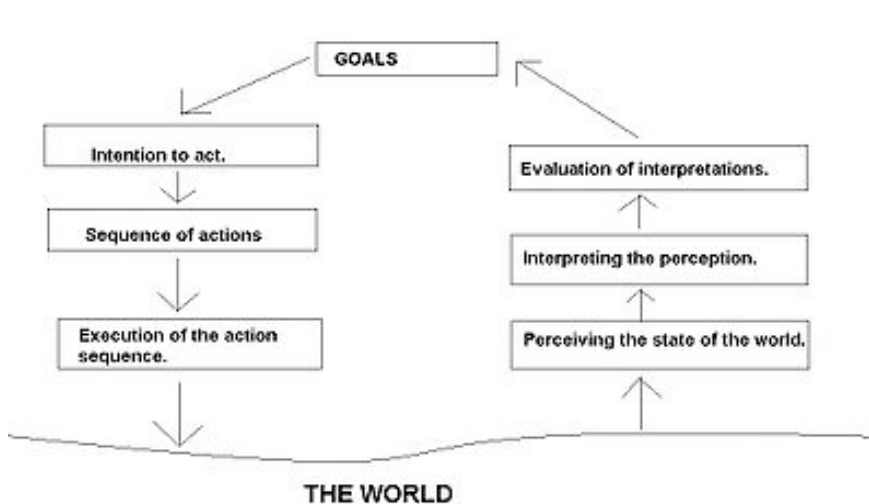 GOALS
Intention to act.
Sequence of actions
Execution of the action
sequence.
Evaluation of interpretations.
Interpreting the perception.
Perceiving the state of the world.
THE WORLD